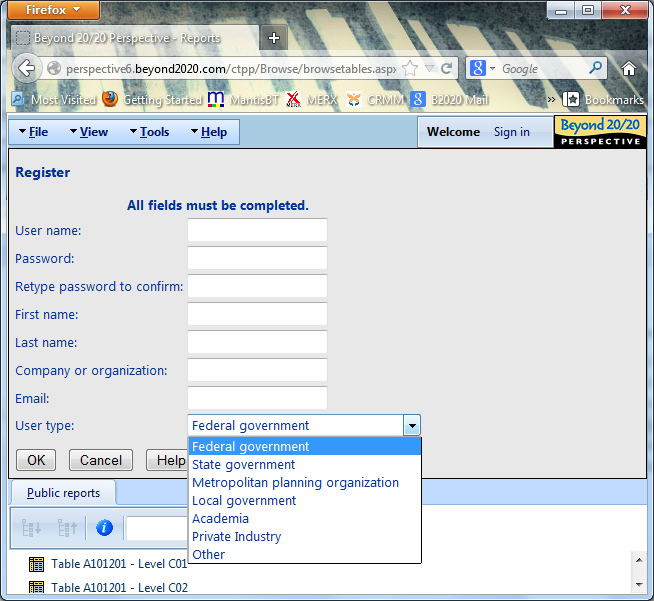 Firefox
Beyond 20/20 Perspective - Reports
perspective6.beyond2020.com/ctpp/Browse/browsetables.aspx
Google
Most Visited Getting Started MantisBT MERX CRMM B2020 Mail » Bookmarks
File View Tools Help Welcome Sign in Beyond 20/20
PERSPECTIVE
Register
All fields must be completed.
User name:
Password:
Retype password to confirm:
First name:
Last name:
Company or organization:
Email:
User type: Federal government
Federal government
State government
Metropolitan planning organization
Local government
Academia
Private Industry
Other
OK Cancel Help
Public reports
Table A101201 - Level C01
Table A101201 - Level C02